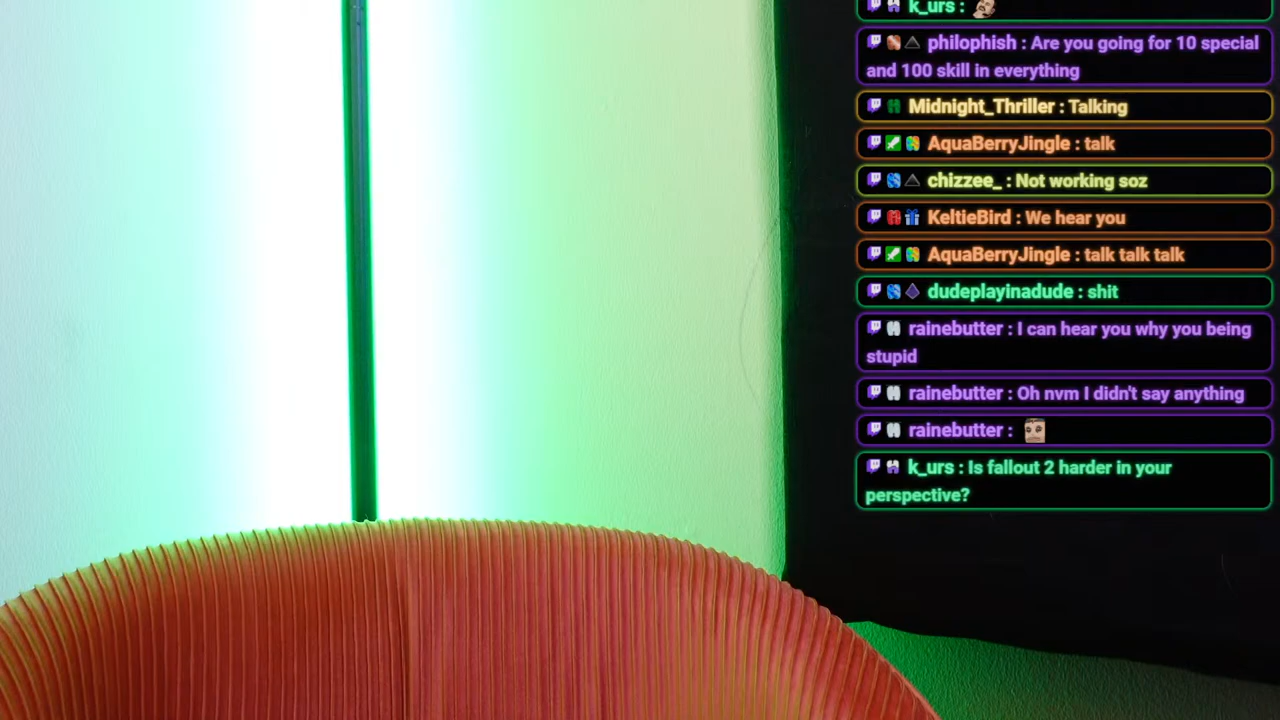 k_urs :
philophish : Are you going for 10 special
and 100 skill in everything
Midnight_Thriller : Talking
AquaBerryJingle : talk
chizzee_ : Not working soz
KeltieBird : We hear you
AquaBerryJingle : talk talk talk
dudeplayinadude : shit
rainebutter : I can hear you why you being
stupid
rainebutter : Oh nvm I didn't say anything
rainebutter :
k_urs : Is fallout 2 harder in your
perspective?